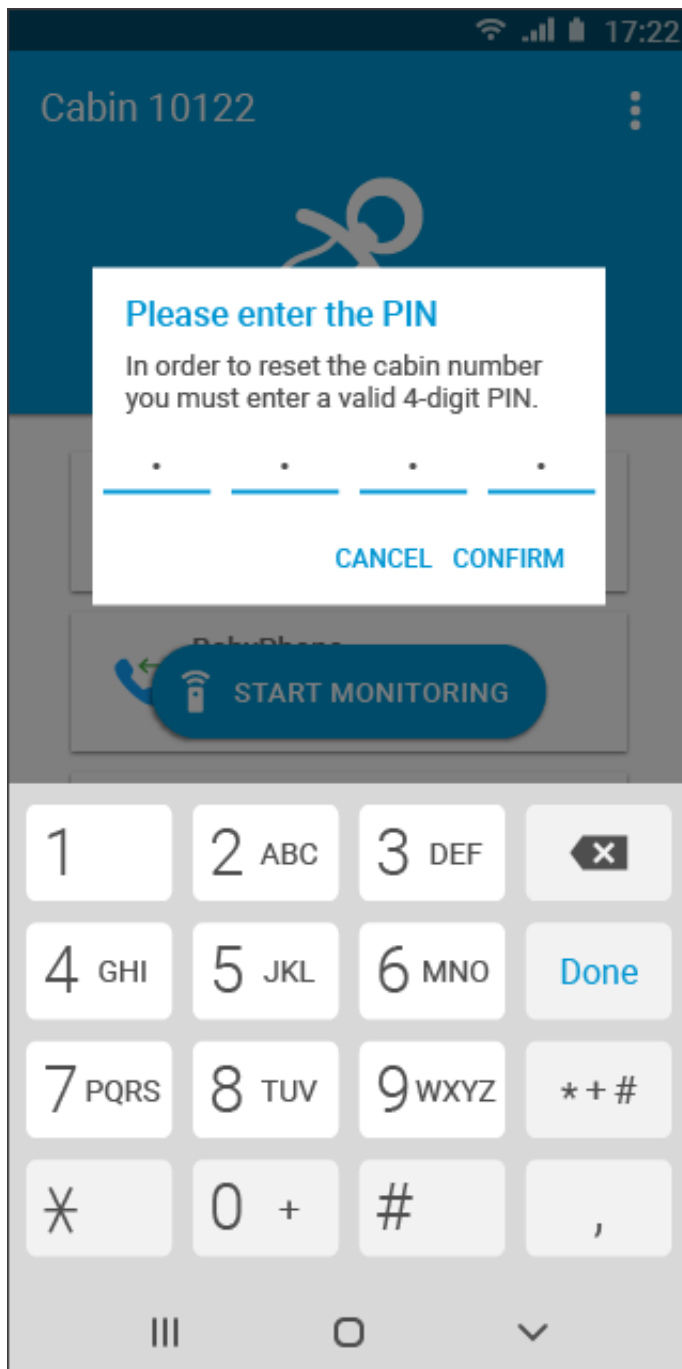 17:22
Cabin 10122
Please enter the PIN
In order to reset the cabin number
you must enter a valid 4-digit PIN.
CANCEL CONFIRM
BabyPhone
START MONITORING
1 2 ABC 3 DEF
4 GHI 5 JKL 6 MNO Done
7 PQRS 8 TUV 9 WXYZ *+#
* 0 + # ,